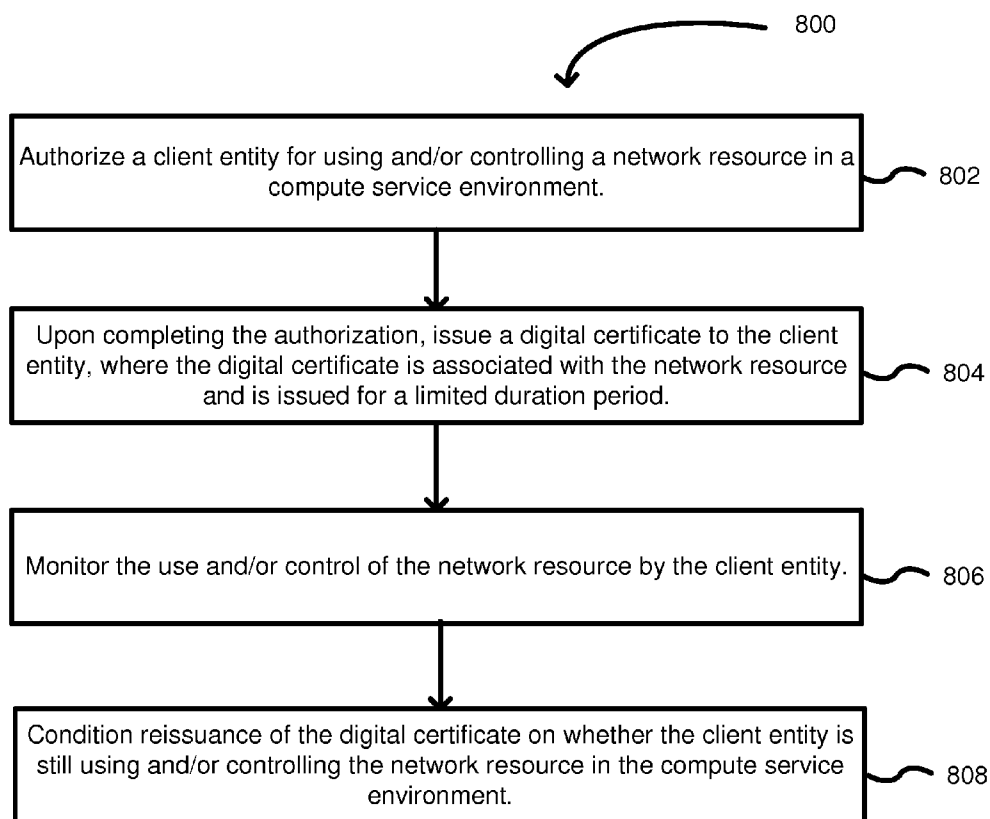 800
Authorize a client entity for using and/or controlling a network resource in a
compute service environment.
802
Upon completing the authorization, issue a digital certificate to the client
entity, where the digital certificate is associated with the network resource
and is issued for a limited duration period.
804
Monitor the use and/or control of the network resource by the client entity.
806
Condition reissuance of the digital certificate on whether the client entity is
still using and/or controlling the network resource in the compute service
environment.
808